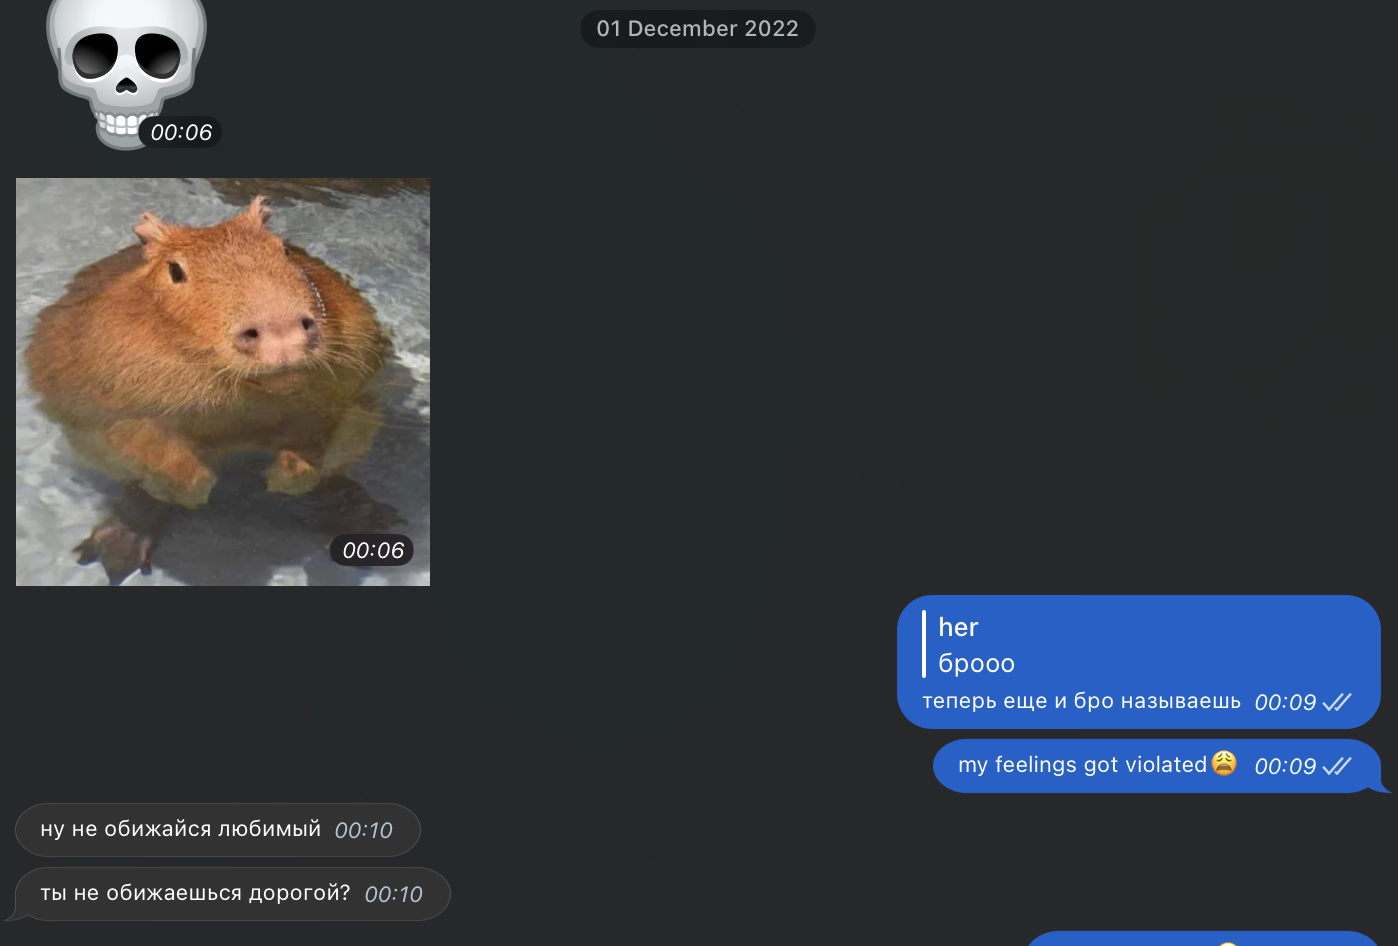 01 December 2022
00:06
00:06
her
брооо
теперь еще и бро называешь 00:09
my feelings got violated😩 00:09
ну не обижайся любимый 00:10
ты не обижаешься дорогой? 00:10